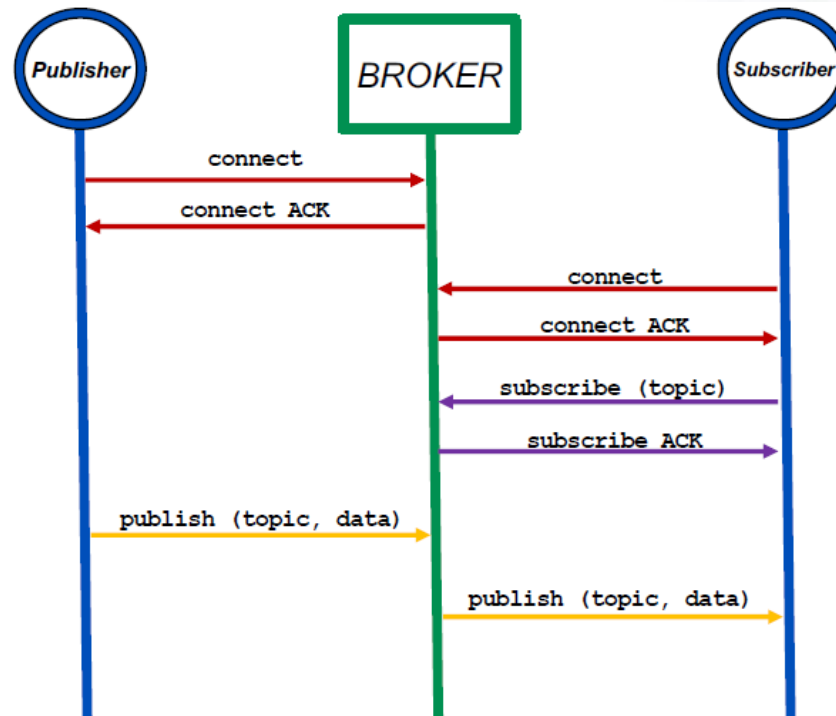 Publisher
BROKER
Subscriber
connect
connect ACK
connect
connect ACK
subscribe (topic)
subscribe ACK
publish (topic, data)
publish (topic, data)